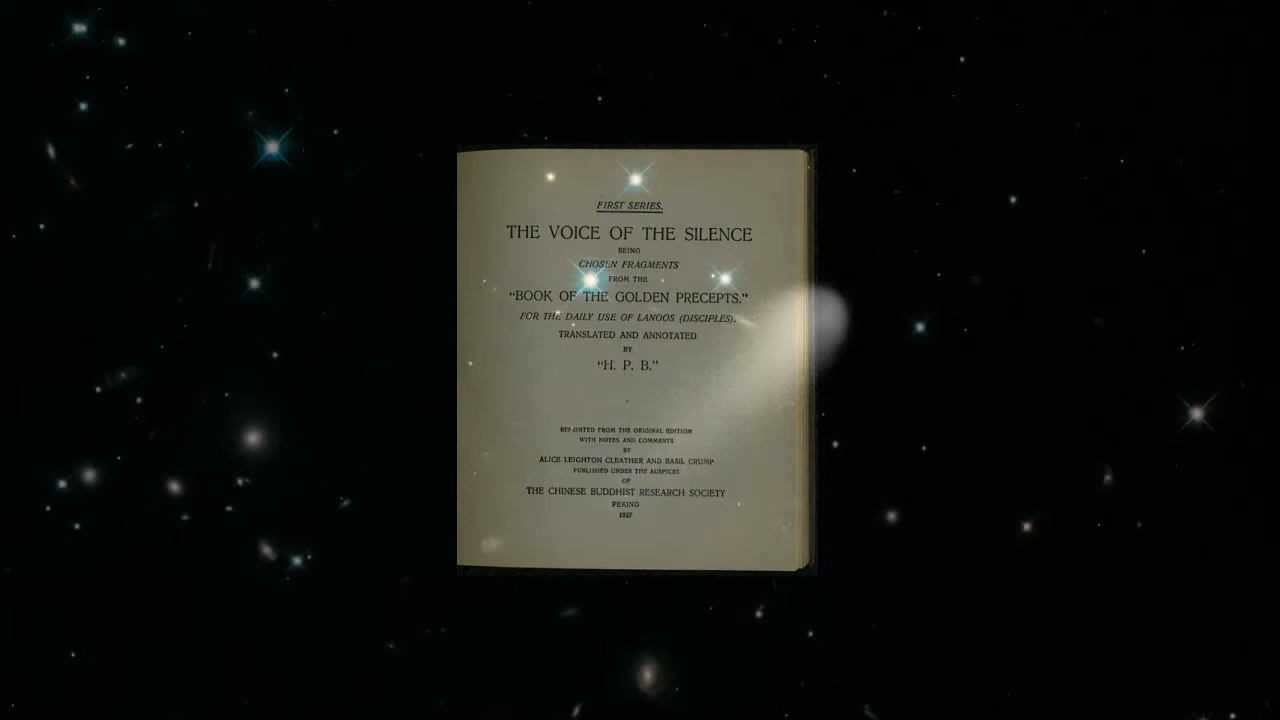 FIRST SERIES.
THE VOICE OF THE SILENCE
BEING
CHOSEN FRAGMENTS
FROM THE
"BOOK OF THE GOLDEN PRECEPTS."
FOR THE DAILY USE OF LANOOS (DISCIPLES).
TRANSLATED AND ANNOTATED
BY
"H. P. B."
REPRINTED FROM THE ORIGINAL EDITION
WITH NOTES AND COMMENTS
BY
ALICE LEIGHTON CLEATHER AND BASIL CRUMP
PUBLISHED UNDER THE AUSPICES
OF
THE CHINESE BUDDHIST RESEARCH SOCIETY
PEKING
1927